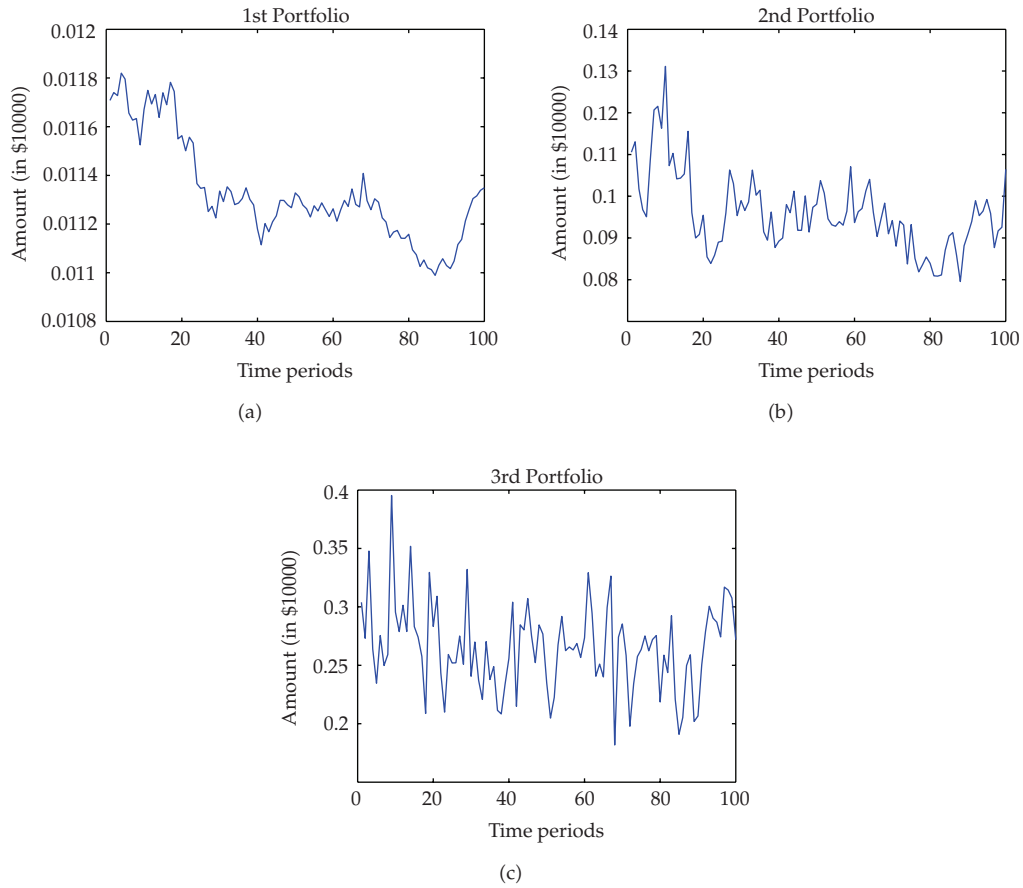 1st Portfolio
0.012
0.0118
0.0116
0.0114
0.0112
0.011
0.0108
Amount (in $10000)
0 20 40 60 80 100
Time periods
(a)
2nd Portfolio
0.14
0.13
0.12
0.11
0.1
0.09
0.08
Amount (in $10000)
0 20 40 60 80 100
Time periods
(b)
3rd Portfolio
0.4
0.35
0.3
0.25
0.2
Amount (in $10000)
0 20 40 60 80 100
Time periods
(c)